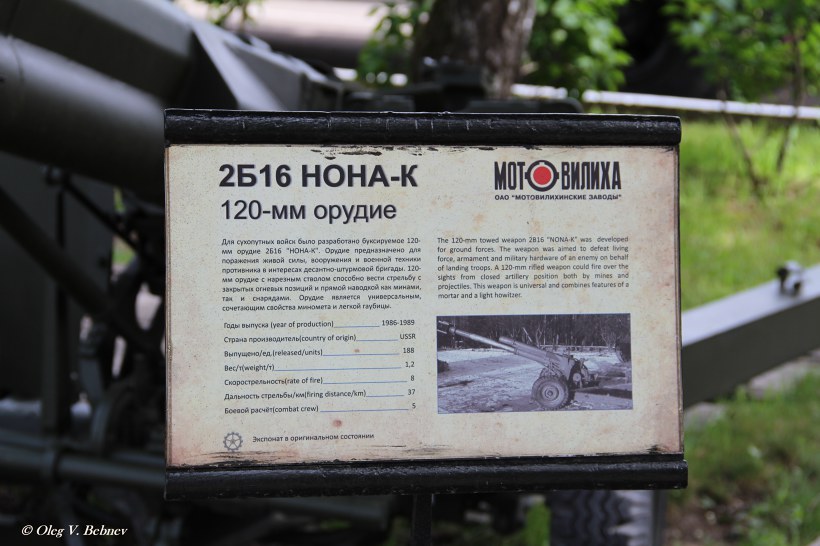 2Б16 НОНА-К
120-мм орудие
МОТОВИЛИХА
ОАО "МОТОВИЛИХИНСКИЕ ЗАВОДЫ"
Для сухопутных войск было разработано буксируемое 120-
мм орудие 2Б16 "НОНА-К". Орудие предназначено для
поражения живой силы, вооружения и военной техники
противника в интересах десантно-штурмовой бригады. 120-
мм орудие с нарезным стволом способно вести стрельбу с
закрытых огневых позиций и прямой наводкой как минами,
так и снарядами. Орудие является универсальным,
сочетающим свойства миномета и легкой гаубицы.
The 120-mm towed weapon 2B16 "NONA-K" was developed
for ground forces. The weapon was aimed to defeat living
force, armament and military hardware of an enemy on behalf
of landing troops. A 120-mm rifled weapon could fire over the
sights from closed artillery position both by mines and
projectiles. This weapon is universal and combines features of a
mortar and a light howitzer.
Годы выпуска (year of production) 1986-1989
Страна производитель(country of origin) USSR
Выпущено/ед.(released/units) 188
Вес/т(weight/т) 1,2
Скорострельность(rate of fire) 8
Дальность стрельбы/км(firing distance/km) 37
Боевой расчёт(combat crew) 5
Экспонат в оригинальном состоянии
© Oleg V. Bebnev